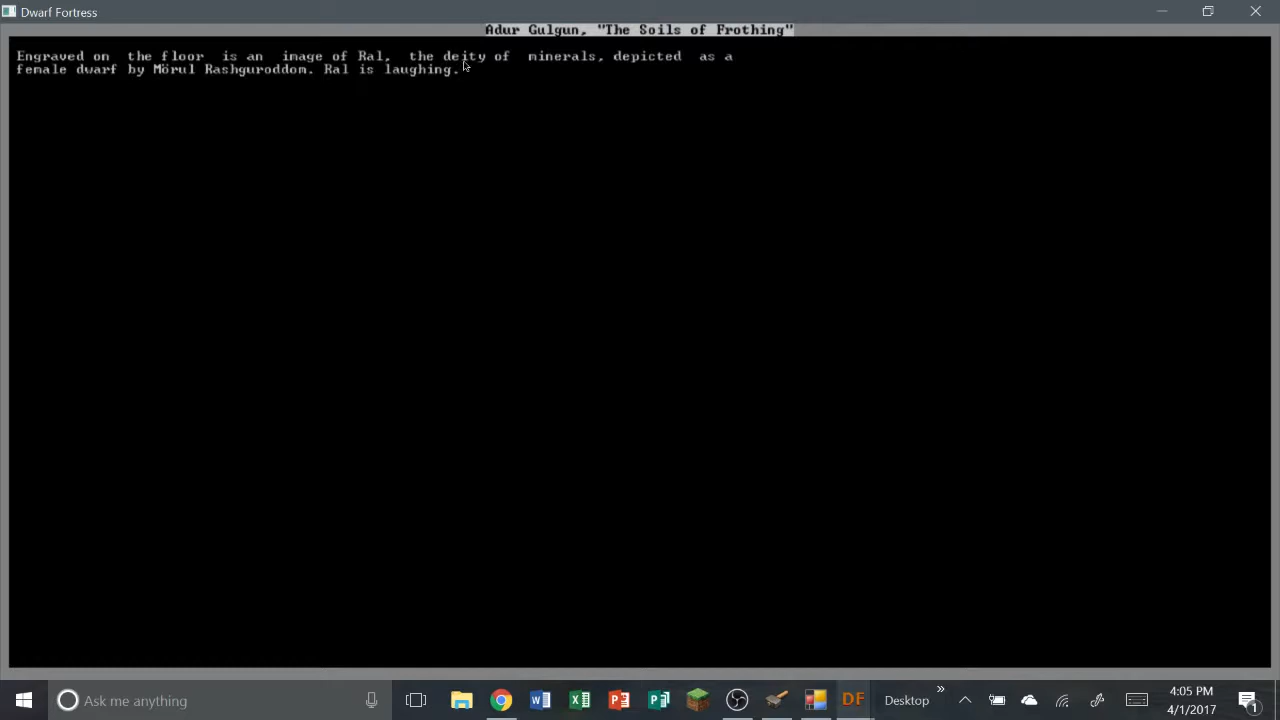 Dwarf Fortress
Adur Gulgun, "The Soils of Frothing"
Engraved on the floor is an image of Ral, the deity of minerals, depicted as a
female dwarf by Mörul Rashguroddom. Ral is laughing.
Ask me anything
DF
Desktop
4:05 PM
4/1/2017
1